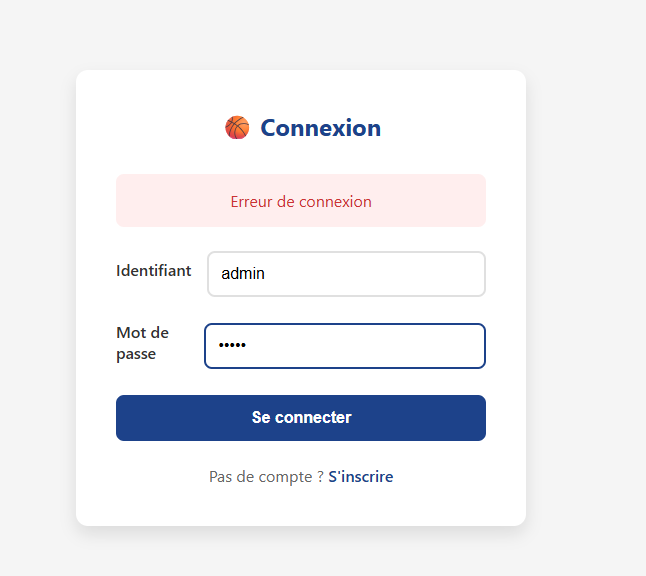 Connexion
Erreur de connexion
Identifiant
admin
Mot de
passe
•••••
Se connecter
Pas de compte ? S'inscrire